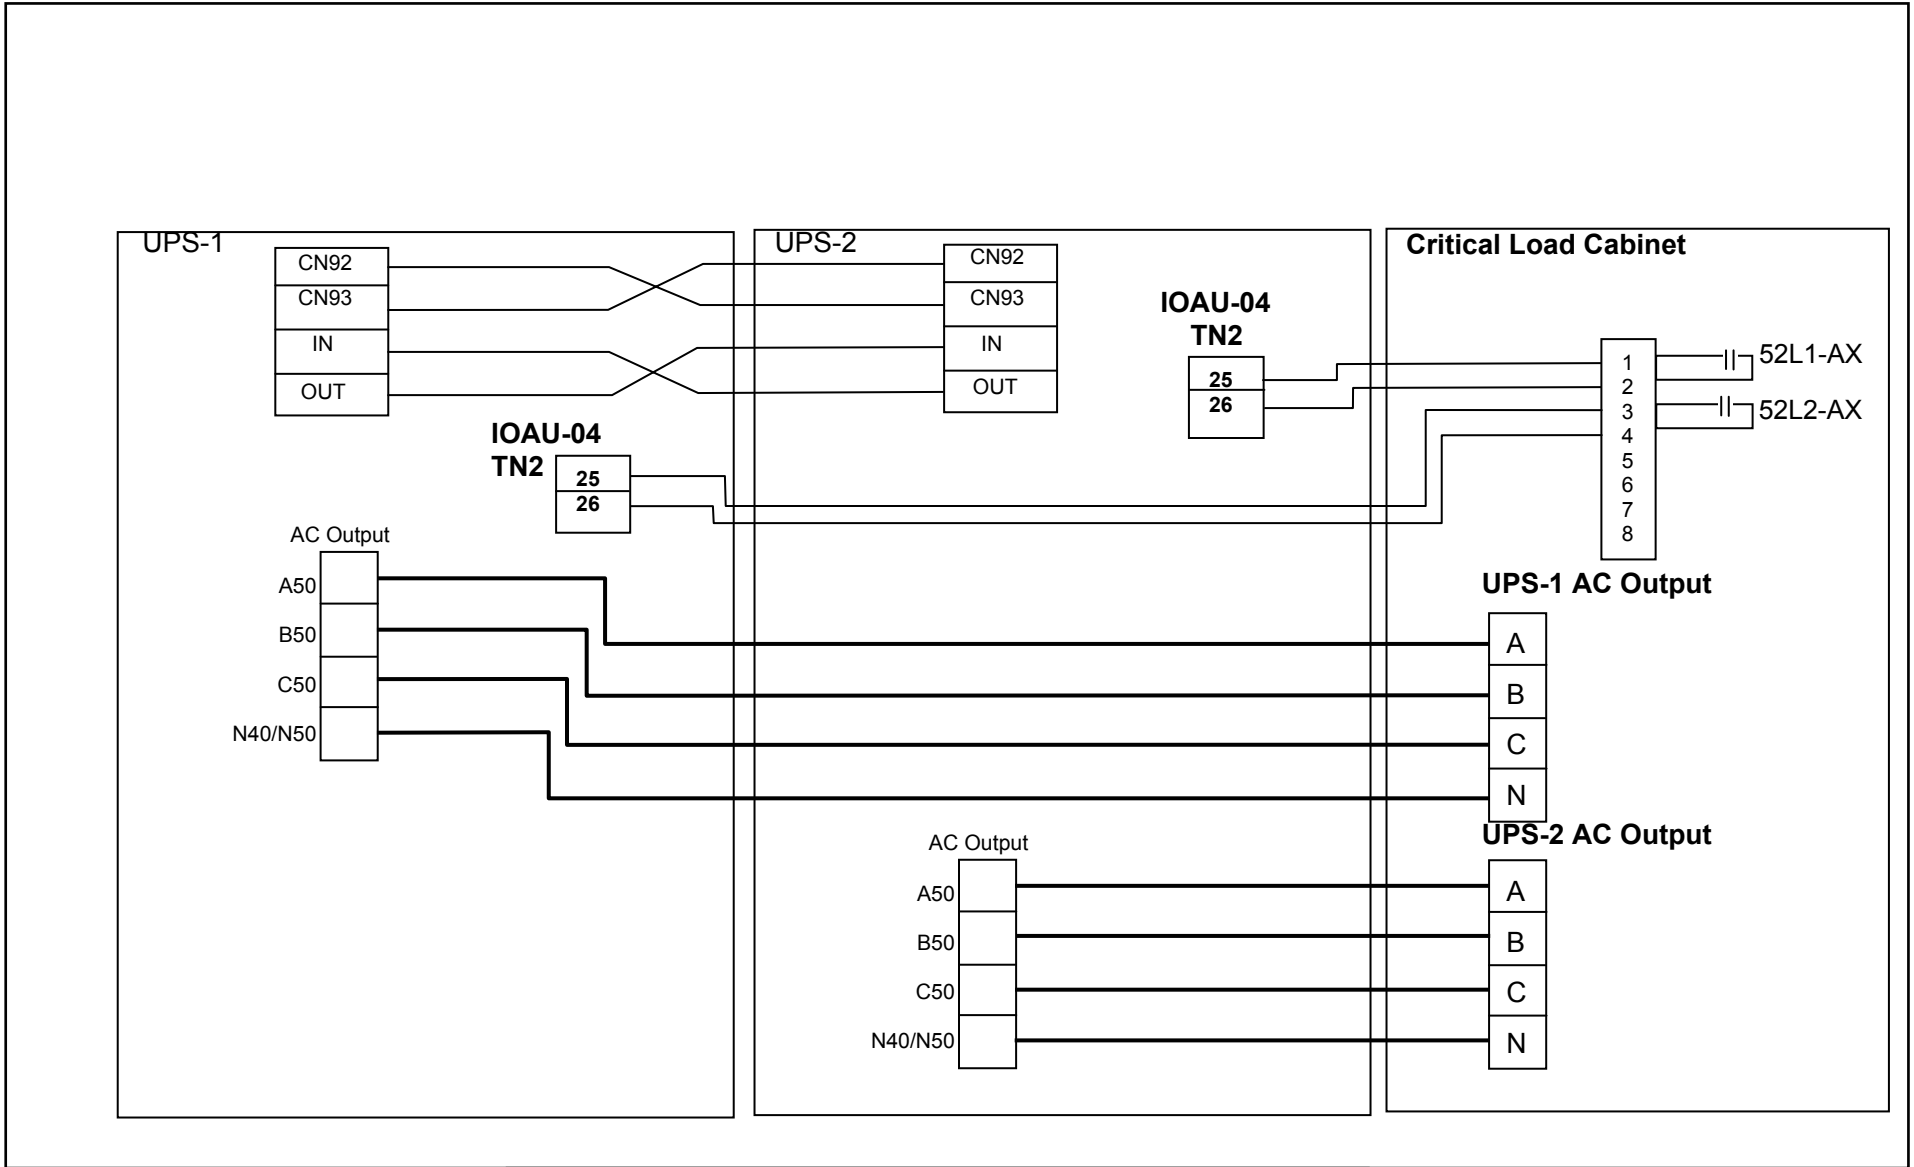 UPS-1
CN92
CN93
IN
OUT
IOAU-04
TN2
25
26
AC Output
A50
B50
C50
N40/N50
UPS-2
CN92
CN93
IN
OUT
IOAU-04
TN2
25
26
AC Output
A50
B50
C50
N40/N50
Critical Load Cabinet
1
2
3
4
5
6
7
8
52L1-AX
52L2-AX
UPS-1 AC Output
A
B
C
N
UPS-2 AC Output
A
B
C
N